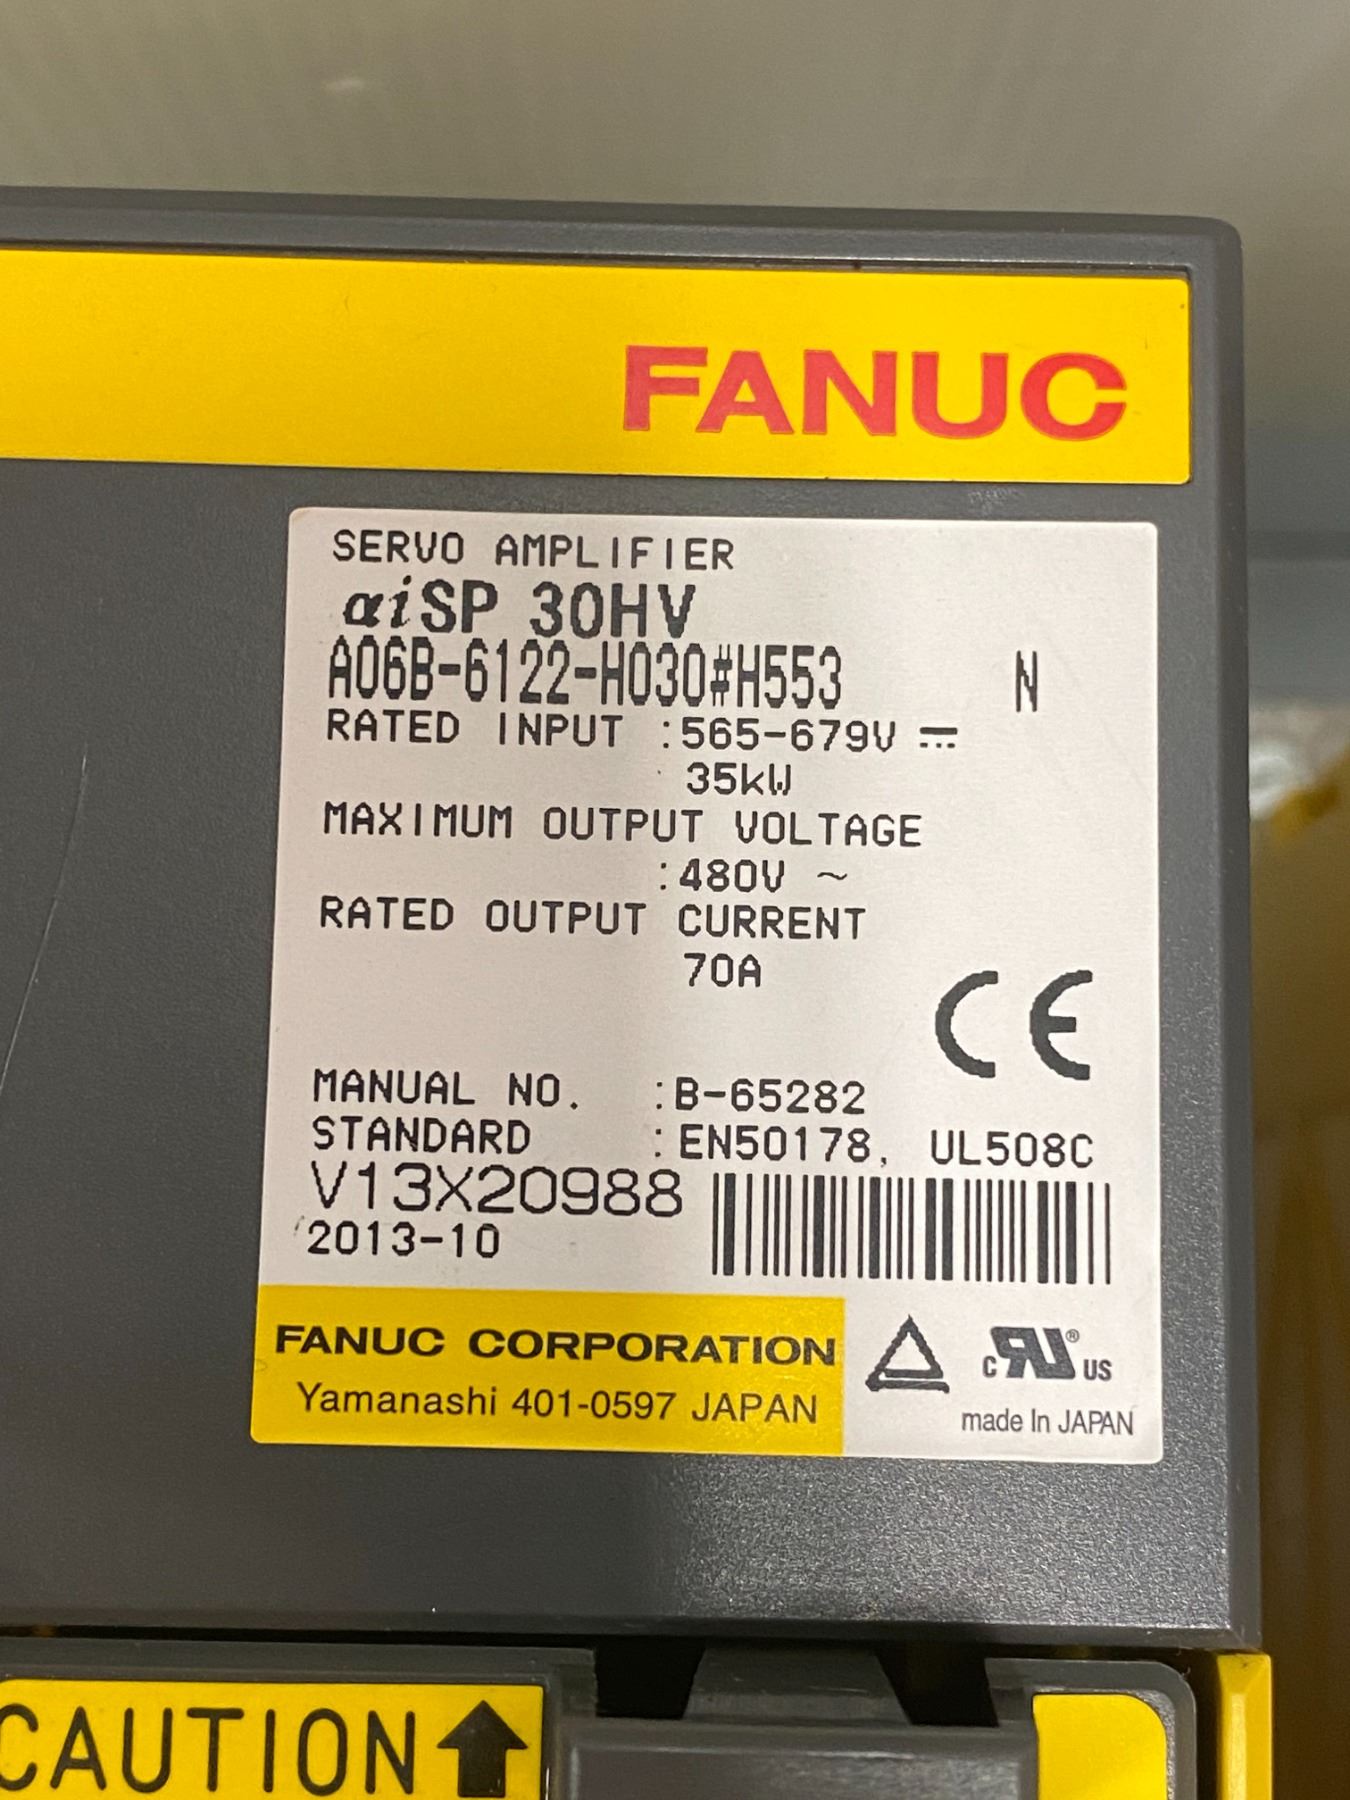 FANUC
SERVO AMPLIFIER
αiSP 30HV
A06B-6122-H030#H553 N
RATED INPUT :565-679V ⎓
35kW
MAXIMUM OUTPUT VOLTAGE
:480V ~
RATED OUTPUT CURRENT
70A
CE
MANUAL NO. :B-65282
STANDARD :EN50178, UL508C
V13X20988
2013-10
FANUC CORPORATION
Yamanashi 401-0597 JAPAN
c RU ® US
made In JAPAN
CAUTION